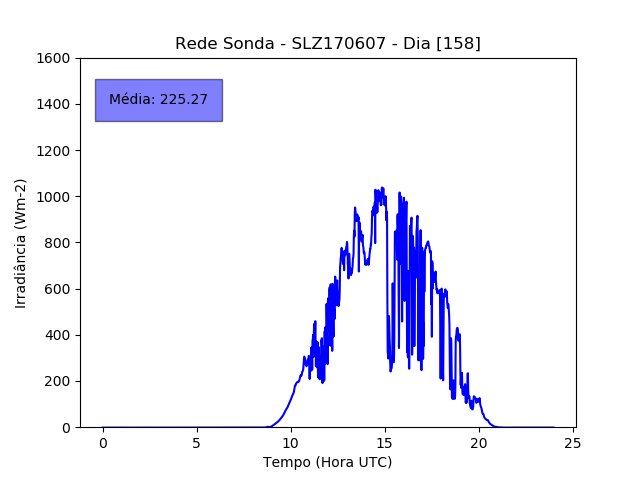 Rede Sonda - SLZ170607 - Dia [158]
1600
1400
1200
1000
800
600
400
200
0
Média: 225.27
Irradiância (Wm-2)
0 5 10 15 20 25
Tempo (Hora UTC)